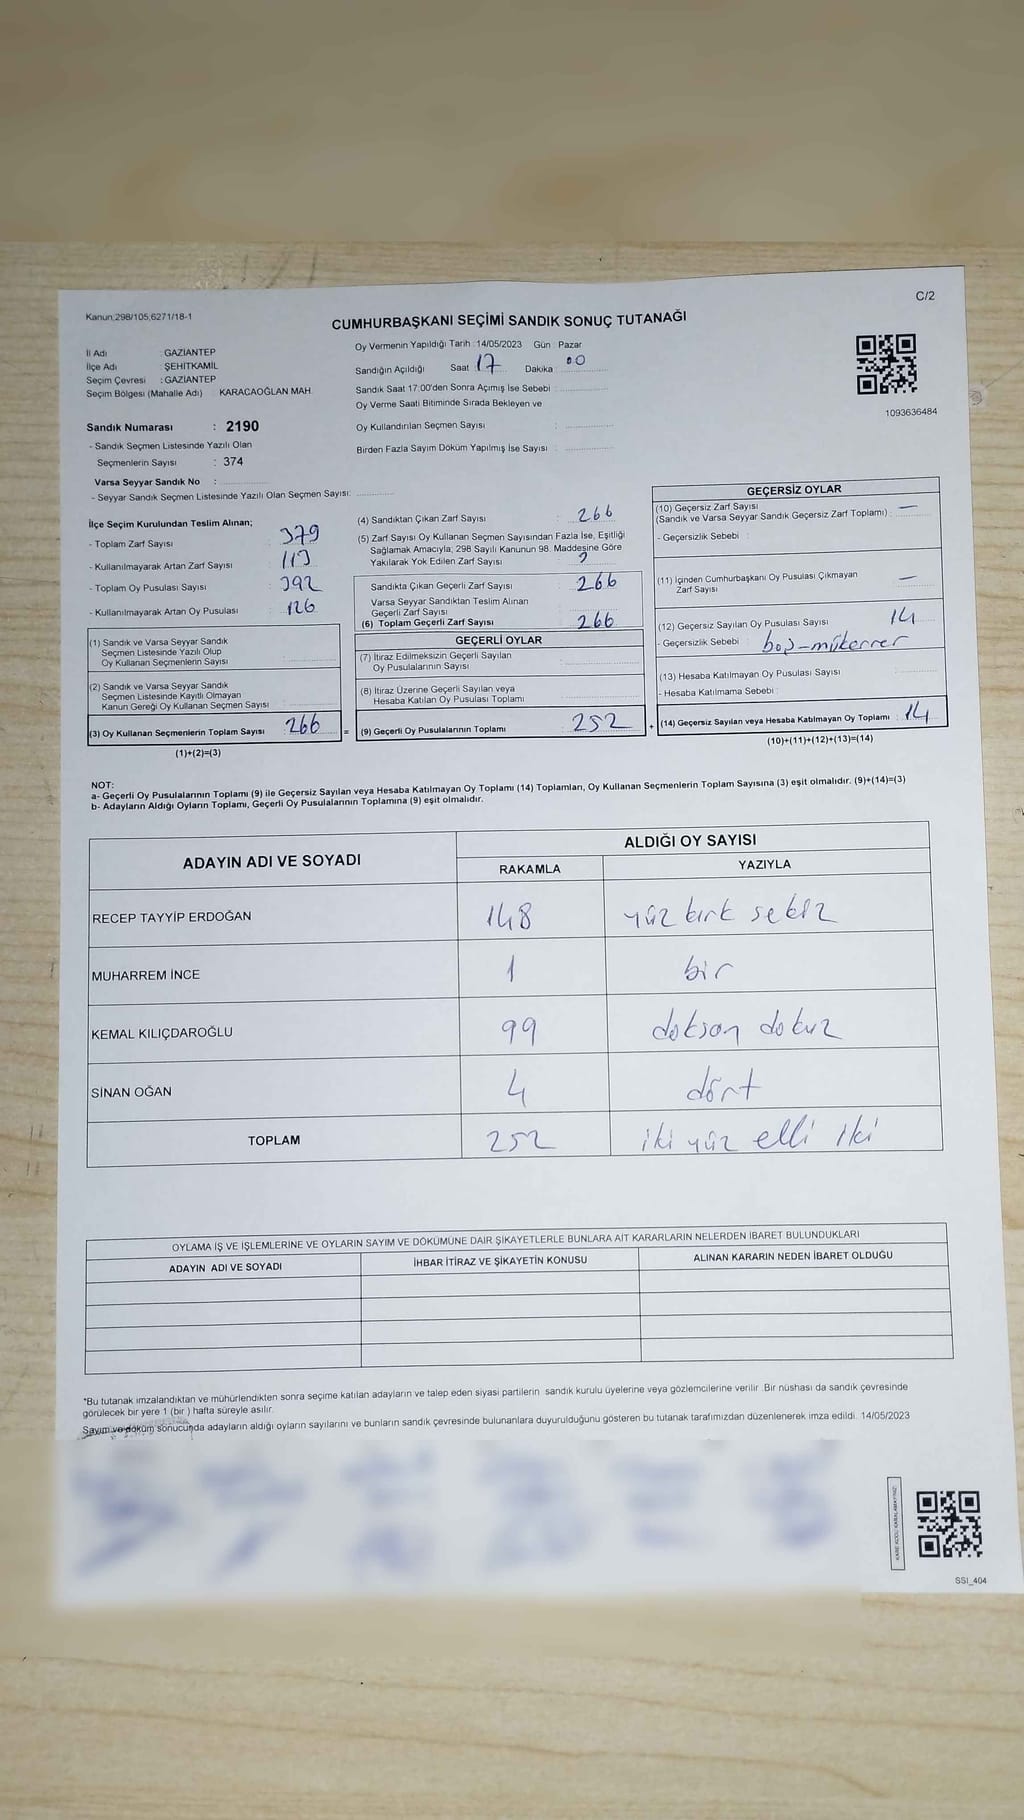 C/2
Kanun;298/105,6271/18-1
CUMHURBAŞKANI SEÇİMİ SANDIK SONUÇ TUTANAĞI
İl Adı : GAZİANTEP
İlçe Adı : ŞEHİTKAMİL
Seçim Çevresi : GAZİANTEP
Seçim Bölgesi (Mahalle Adı) KARACAOĞLAN MAH.
Oy Vermenin Yapıldığı Tarih : 14/05/2023 Gün : Pazar
Sandığın Açıldığı Saat 17 Dakika 00
Sandık Saat 17:00'den Sonra Açımış İse Sebebi :
Oy Verme Saati Bitiminde Sırada Bekleyen ve
Oy Kullandırılan Seçmen Sayısı :
Birden Fazla Sayım Döküm Yapılmış İse Sayısı :
1093636484
Sandık Numarası : 2190
- Sandık Seçmen Listesinde Yazılı Olan
Seçmenlerin Sayısı : 374
Varsa Seyyar Sandık No :
- Seyyar Sandık Seçmen Listesinde Yazılı Olan Seçmen Sayısı:
İlçe Seçim Kurulundan Teslim Alınan;
- Toplam Zarf Sayısı : 379
- Kullanılmayarak Artan Zarf Sayısı : 113
- Toplam Oy Pusulası Sayısı : 392
- Kullanılmayarak Artan Oy Pusulası : 126
(1) Sandık ve Varsa Seyyar Sandık
Seçmen Listesinde Yazılı Olup
Oy Kullanan Seçmenlerin Sayısı :
(2) Sandık ve Varsa Seyyar Sandık
Seçmen Listesinde Kayıtlı Olmayan
Kanun Gereği Oy Kullanan Seçmen Sayısı :
(3) Oy Kullanan Seçmenlerin Toplam Sayısı : 266 =
(1)+(2)=(3)
(4) Sandıktan Çıkan Zarf Sayısı : 266
(5) Zarf Sayısı Oy Kullanan Seçmen Sayısından Fazla İse, Eşitliği
Sağlamak Amacıyla; 298 Sayılı Kanunun 98. Maddesine Göre
Yakılarak Yok Edilen Zarf Sayısı :
Sandıkta Çıkan Geçerli Zarf Sayısı : 266
Varsa Seyyar Sandıktan Teslim Alınan
Geçerli Zarf Sayısı
(6) Toplam Geçerli Zarf Sayısı : 266
GEÇERLİ OYLAR
(7) İtiraz Edilmeksizin Geçerli Sayılan
Oy Pusulalarının Sayısı :
(8) İtiraz Üzerine Geçerli Sayılan veya
Hesaba Katılan Oy Pusulası Toplamı :
(9) Geçerli Oy Pusulalarının Toplamı : 252 +
GEÇERSİZ OYLAR
(10) Geçersiz Zarf Sayısı
(Sandık ve Varsa Seyyar Sandık Geçersiz Zarf Toplamı) : —
- Geçersizlik Sebebi :
(11) İçinden Cumhurbaşkanı Oy Pusulası Çıkmayan
Zarf Sayısı : —
(12) Geçersiz Sayılan Oy Pusulası Sayısı : 14
- Geçersizlik Sebebi : boş-mükerrer
(13) Hesaba Katılmayan Oy Pusulası Sayısı :
- Hesaba Katılmama Sebebi :
(14) Geçersiz Sayılan veya Hesaba Katılmayan Oy Toplamı : 14
(10)+(11)+(12)+(13)=(14)
NOT:
a- Geçerli Oy Pusulalarının Toplamı (9) ile Geçersiz Sayılan veya Hesaba Katılmayan Oy Toplamı (14) Toplamları, Oy Kullanan Seçmenlerin Toplam Sayısına (3) eşit olmalıdır. (9)+(14)=(3)
b- Adayların Aldığı Oyların Toplamı, Geçerli Oy Pusulalarının Toplamına (9) eşit olmalıdır.
ADAYIN ADI VE SOYADI ALDIĞI OY SAYISI
RAKAMLA YAZIYLA
RECEP TAYYİP ERDOĞAN 148 yüz kırk sekiz
MUHARREM İNCE 1 bir
KEMAL KILIÇDAROĞLU 99 doksan dokuz
SİNAN OĞAN 4 dört
TOPLAM 252 iki yüz elli iki
OYLAMA İŞ VE İŞLEMLERİNE VE OYLARIN SAYIM VE DÖKÜMÜNE DAİR ŞİKAYETLERLE BUNLARA AİT KARARLARIN NELERDEN İBARET BULUNDUKLARI
ADAYIN ADI VE SOYADI İHBAR İTİRAZ VE ŞİKAYETİN KONUSU ALINAN KARARIN NEDEN İBARET OLDUĞU
*Bu tutanak imzalandıktan ve mühürlendikten sonra seçime katılan adayların ve talep eden siyasi partilerin sandık kurulu üyelerine veya gözlemcilerine verilir. Bir nüshası da sandık çevresinde
görülecek bir yere 1 (bir ) hafta süreyle asılır.
Sayım ve döküm sonucunda adayların aldığı oyların sayılarını ve bunların sandık çevresinde bulunanlara duyurulduğunu gösteren bu tutanak tarafımızdan düzenlenerek imza edildi. 14/05/2023
SSI_404